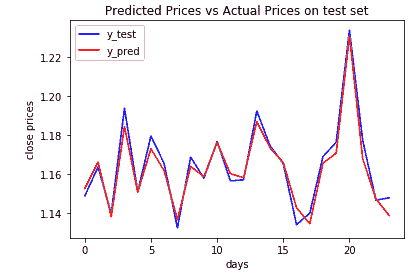 Predicted Prices vs Actual Prices on test set
y_test
y_pred
close prices
1.22
1.20
1.18
1.16
1.14
0 5 10 15 20
days